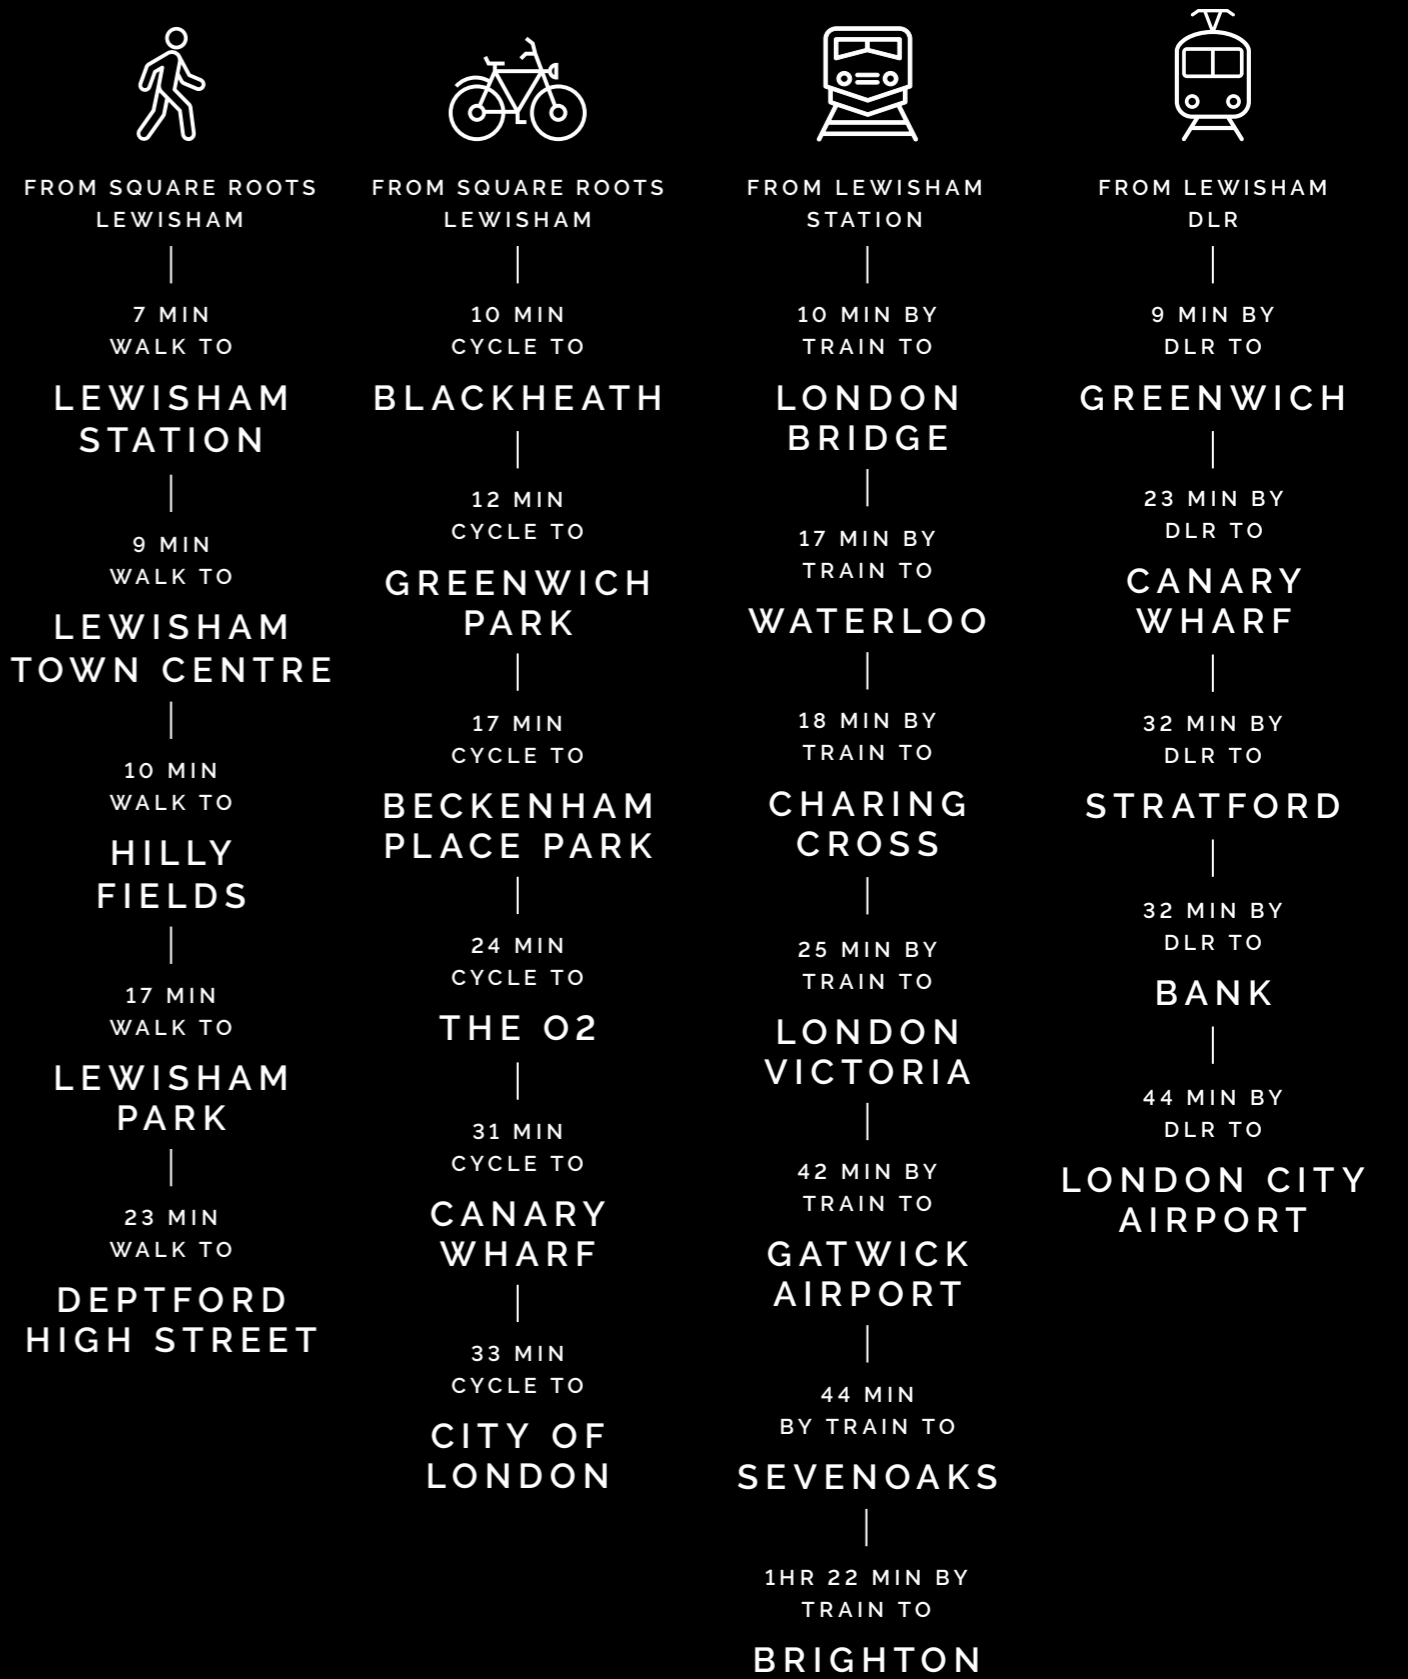 FROM SQUARE ROOTS
LEWISHAM
7 MIN
WALK TO
LEWISHAM
STATION
9 MIN
WALK TO
LEWISHAM
TOWN CENTRE
10 MIN
WALK TO
HILLY
FIELDS
17 MIN
WALK TO
LEWISHAM
PARK
23 MIN
WALK TO
DEPTFORD
HIGH STREET
FROM SQUARE ROOTS
LEWISHAM
10 MIN
CYCLE TO
BLACKHEATH
12 MIN
CYCLE TO
GREENWICH
PARK
17 MIN
CYCLE TO
BECKENHAM
PLACE PARK
24 MIN
CYCLE TO
THE O2
31 MIN
CYCLE TO
CANARY
WHARF
33 MIN
CYCLE TO
CITY OF
LONDON
FROM LEWISHAM
STATION
10 MIN BY
TRAIN TO
LONDON
BRIDGE
17 MIN BY
TRAIN TO
WATERLOO
18 MIN BY
TRAIN TO
CHARING
CROSS
25 MIN BY
TRAIN TO
LONDON
VICTORIA
42 MIN BY
TRAIN TO
GATWICK
AIRPORT
44 MIN
BY TRAIN TO
SEVENOAKS
1HR 22 MIN BY
TRAIN TO
BRIGHTON
FROM LEWISHAM
DLR
9 MIN BY
DLR TO
GREENWICH
23 MIN BY
DLR TO
CANARY
WHARF
32 MIN BY
DLR TO
STRATFORD
32 MIN BY
DLR TO
BANK
44 MIN BY
DLR TO
LONDON CITY
AIRPORT